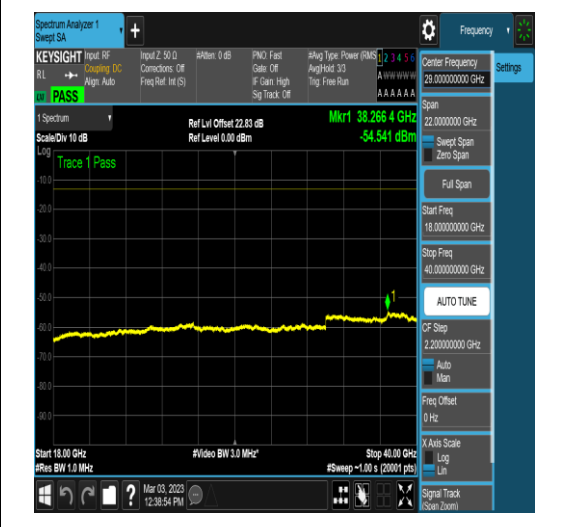 Spectrum Analyzer 1
Swept SA
+
Frequency
KEYSIGHT
RL
PASS
Input: RF
Coupling: DC
Align: Auto
Input Z: 50 Ω
Corrections: Off
Freq Ref: Int (S)
#Atten: 0 dB
PNO: Fast
Gate: Off
IF Gain: High
Sig Track: Off
#Avg Type: Power (RMS
Avg|Hold: 3/3
Trig: Free Run
1 2 3 4 5 6
A W W W W W
A A A A A A
1 Spectrum
Scale/Div 10 dB
Ref Lvl Offset 22.83 dB
Ref Level 0.00 dBm
Mkr1 38.266 4 GHz
-54.541 dBm
Log
Trace 1 Pass
-10.0
-20.0
-30.0
-40.0
-50.0
-60.0
-70.0
-80.0
-90.0
1
Start 18.00 GHz
#Res BW 1.0 MHz
#Video BW 3.0 MHz*
Stop 40.00 GHz
#Sweep ~1.00 s (20001 pts)
?
Mar 03, 2023
12:38:54 PM
Settings
Center Frequency
29.000000000 GHz
Span
22.0000000 GHz
Swept Span
Zero Span
Full Span
Start Freq
18.000000000 GHz
Stop Freq
40.000000000 GHz
AUTO TUNE
CF Step
2.200000000 GHz
Auto
Man
Freq Offset
0 Hz
X Axis Scale
Log
Lin
Signal Track
(Span Zoom)